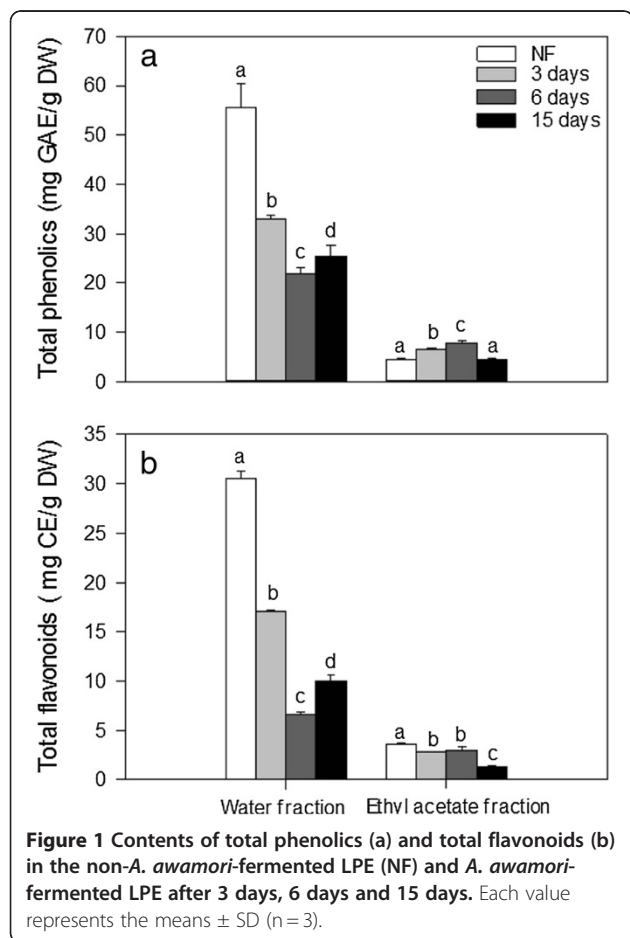 70
60
50
40
30
20
10
0
Total phenolics (mg GAE/g DW)
a
NF
3 days
6 days
15 days
a
b
c
d
a
b
c
a
35
30
25
20
15
10
5
0
Total flavonoids ( mg CE/g DW)
b
a
b
c
d
a
b
b
c
Water fraction
Ethyl acetate fraction
Figure 1 Contents of total phenolics (a) and total flavonoids (b)
in the non-A. awamori-fermented LPE (NF) and A. awamori-
fermented LPE after 3 days, 6 days and 15 days. Each value
represents the means ± SD (n = 3).